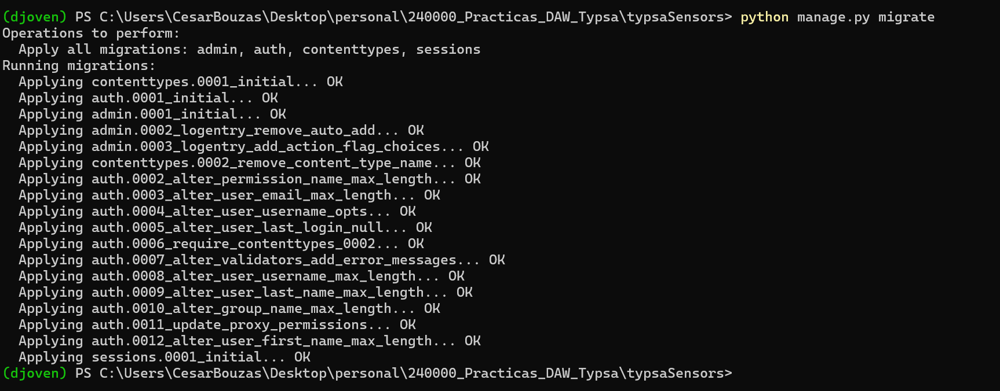 (djoven) PS C:\Users\CesarBouzas\Desktop\personal\240000_Practicas_DAW_Typsa\typsaSensors> python manage.py migrate
Operations to perform:
  Apply all migrations: admin, auth, contenttypes, sessions
Running migrations:
  Applying contenttypes.0001_initial... OK
  Applying auth.0001_initial... OK
  Applying admin.0001_initial... OK
  Applying admin.0002_logentry_remove_auto_add... OK
  Applying admin.0003_logentry_add_action_flag_choices... OK
  Applying contenttypes.0002_remove_content_type_name... OK
  Applying auth.0002_alter_permission_name_max_length... OK
  Applying auth.0003_alter_user_email_max_length... OK
  Applying auth.0004_alter_user_username_opts... OK
  Applying auth.0005_alter_user_last_login_null... OK
  Applying auth.0006_require_contenttypes_0002... OK
  Applying auth.0007_alter_validators_add_error_messages... OK
  Applying auth.0008_alter_user_username_max_length... OK
  Applying auth.0009_alter_user_last_name_max_length... OK
  Applying auth.0010_alter_group_name_max_length... OK
  Applying auth.0011_update_proxy_permissions... OK
  Applying auth.0012_alter_user_first_name_max_length... OK
  Applying sessions.0001_initial... OK
(djoven) PS C:\Users\CesarBouzas\Desktop\personal\240000_Practicas_DAW_Typsa\typsaSensors>